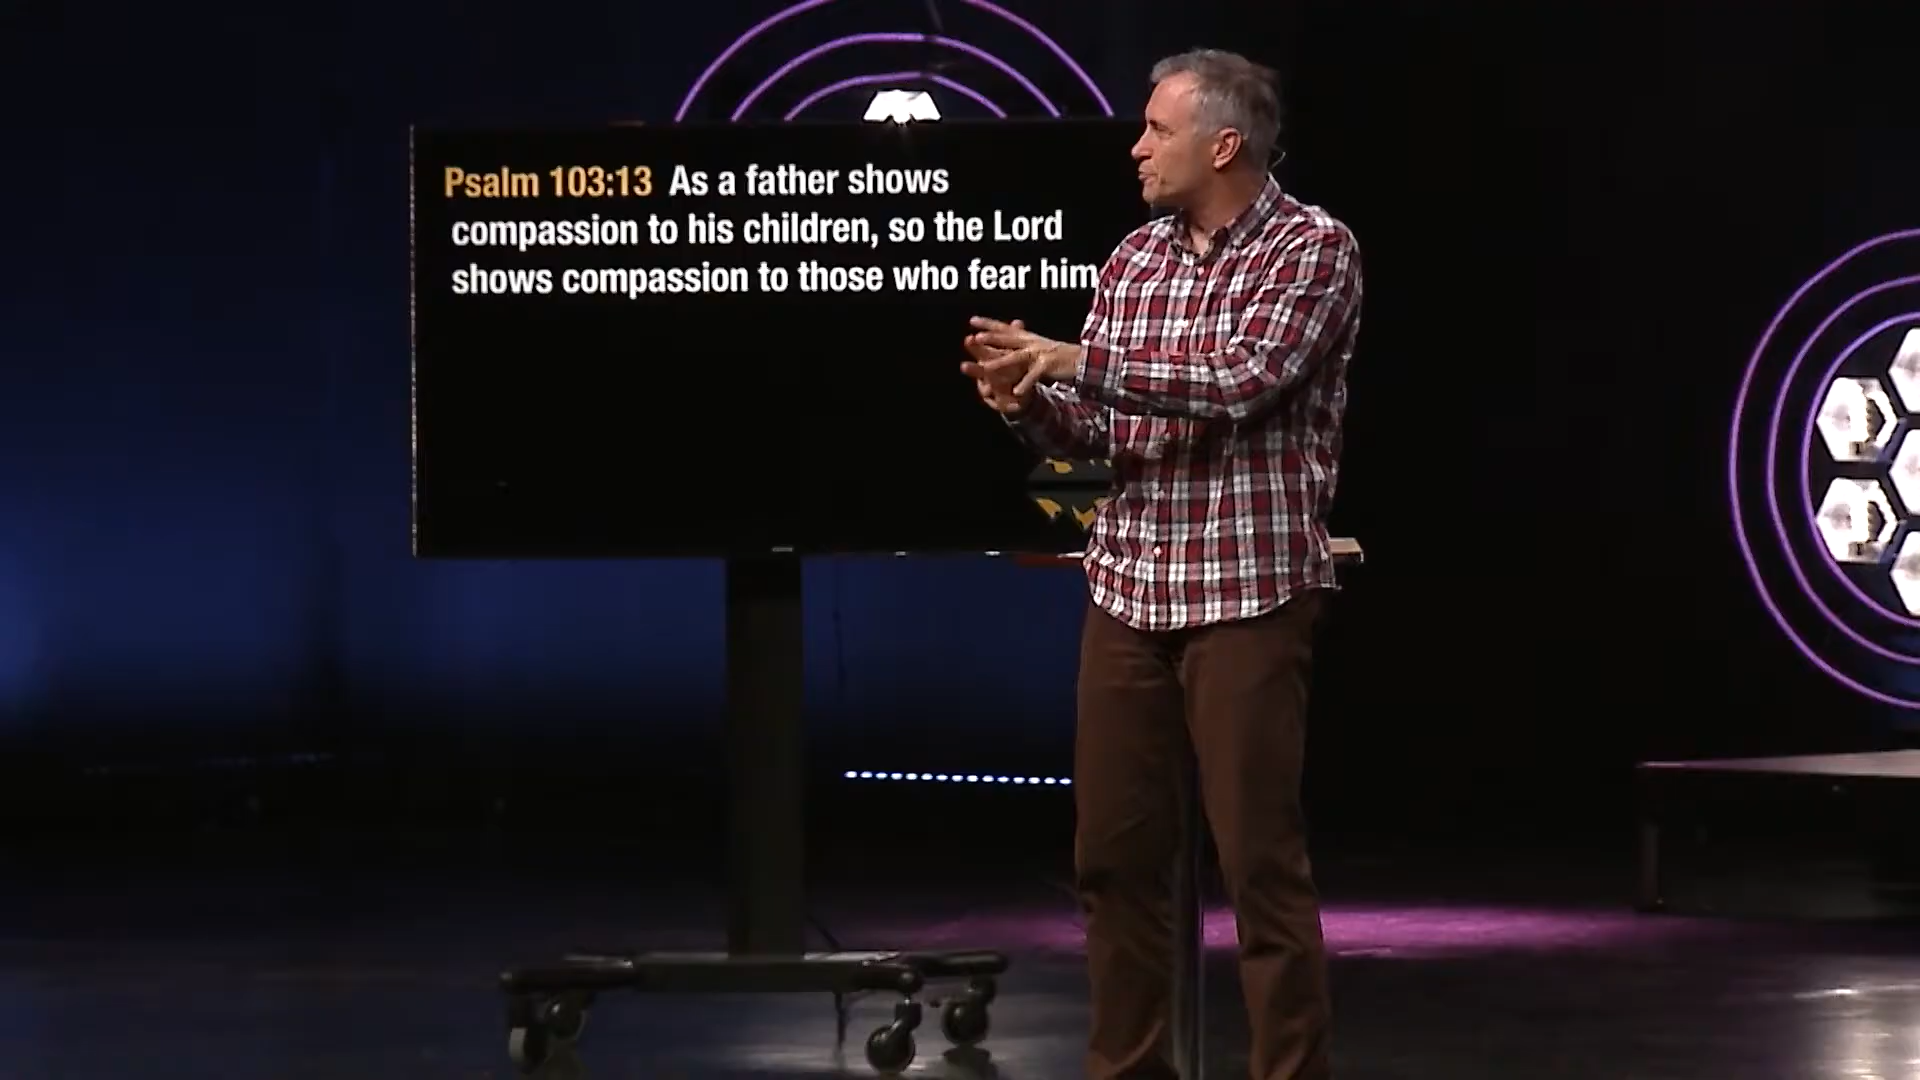 Psalm 103:13 As a father shows
compassion to his children, so the Lord
shows compassion to those who fear him